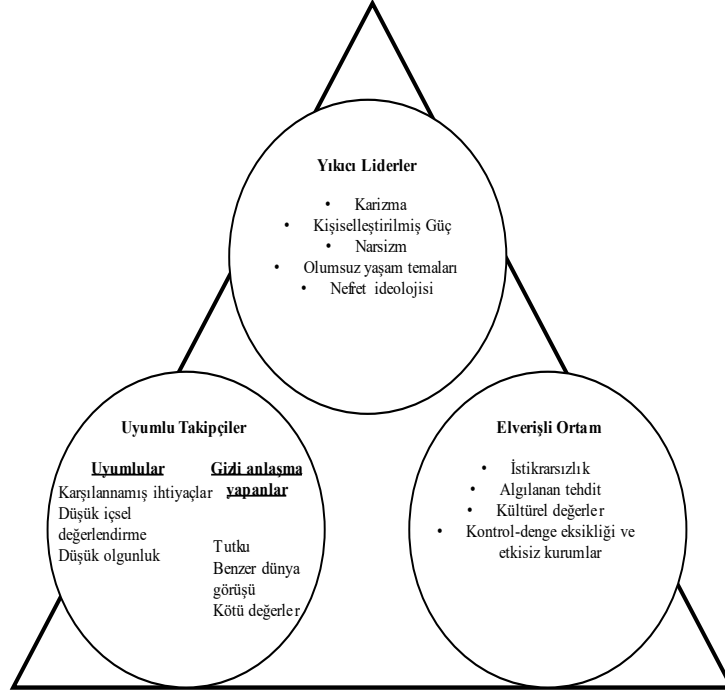 Yıkıcı Liderler
• Karizma
• Kişiselleştirilmiş Güç
• Narsizm
• Olumsuz yaşam temaları
• Nefret ideolojisi
Uyumlu Takipçiler
Uyumlular
Karşılannamış ihtiyaçlar
Düşük içsel
değerlendirme
Düşük olgunluk
Gizli anlaşma
yapanlar
Tutku
Benzer dünya
görüşü
Kötü değerler
Elverişli Ortam
• İstikrarsızlık
• Algılanan tehdit
• Kültürel değerler
• Kontrol-denge eksikliği ve
etkisiz kurumlar